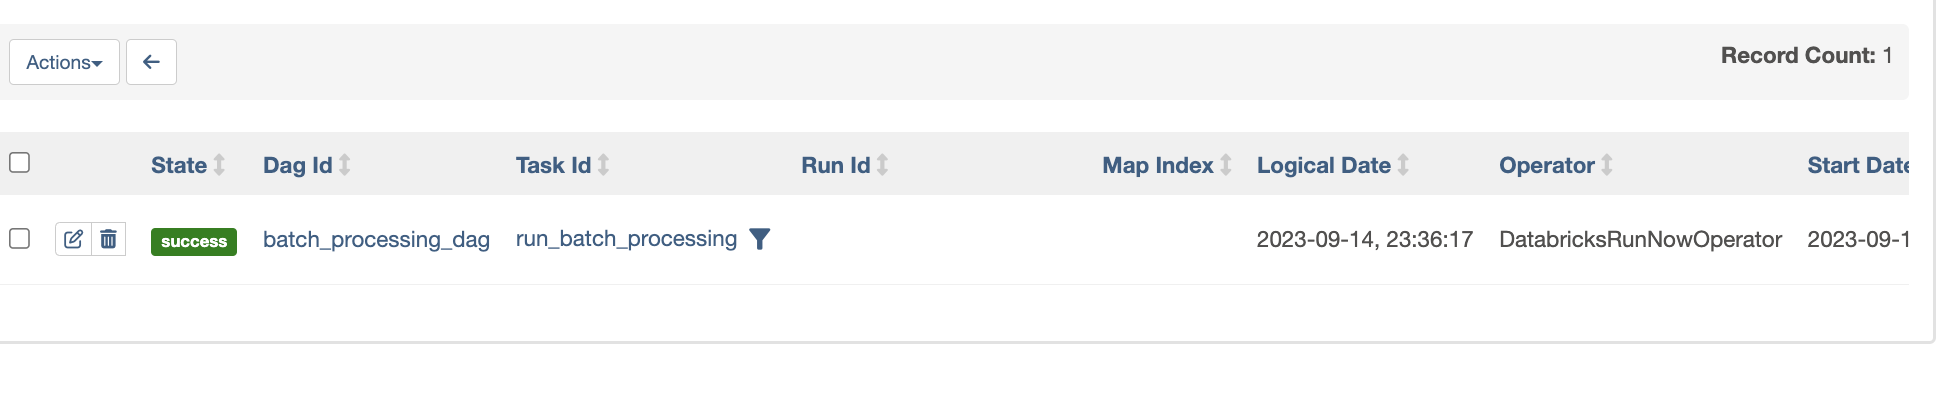 Actions
Record Count: 1
State Dag Id Task Id Run Id Map Index Logical Date Operator Start Date
success batch_processing_dag run_batch_processing 2023-09-14, 23:36:17 DatabricksRunNowOperator 2023-09-1